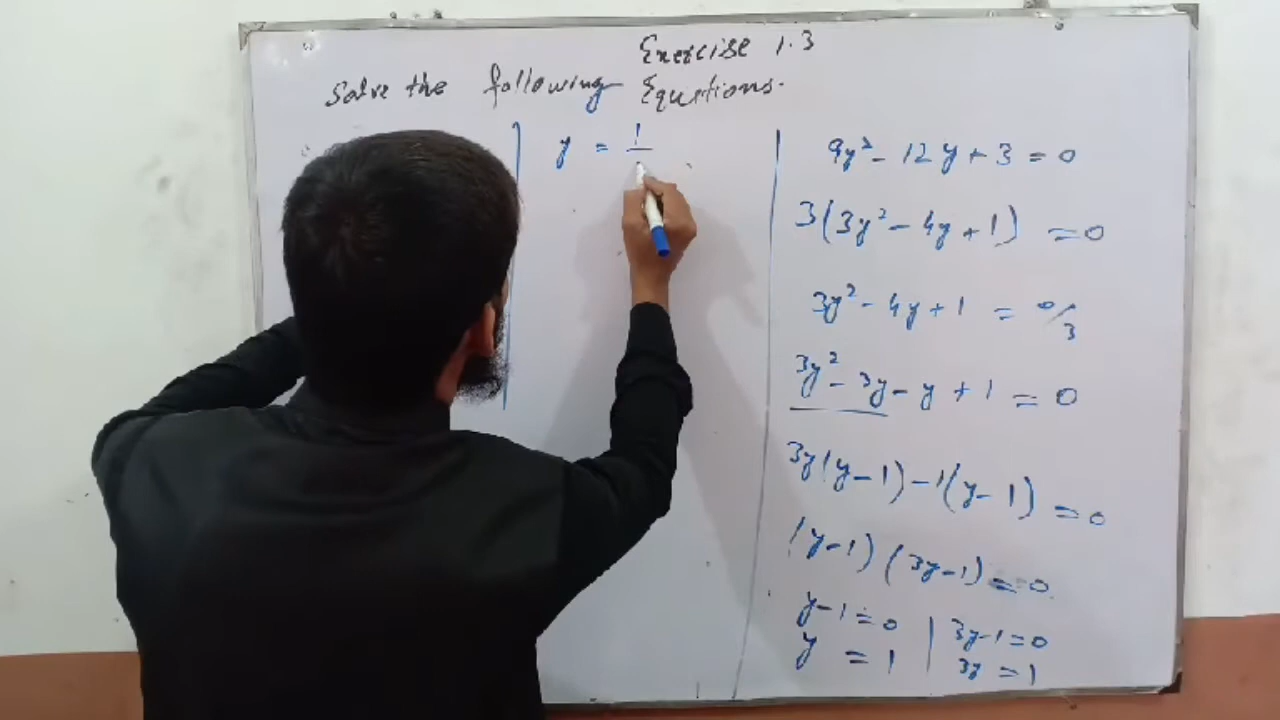 Exercise 1.3
Solve the following Equations.
y = 1/
9y² - 12y + 3 = 0
3(3y² - 4y + 1) = 0
3y² - 4y + 1 = 0/3
3y² - 3y - y + 1 = 0
3y(y-1) - 1(y-1) = 0
(y-1) (3y-1) = 0
y-1 = 0 | 3y-1 = 0
y = 1 | 3y = 1